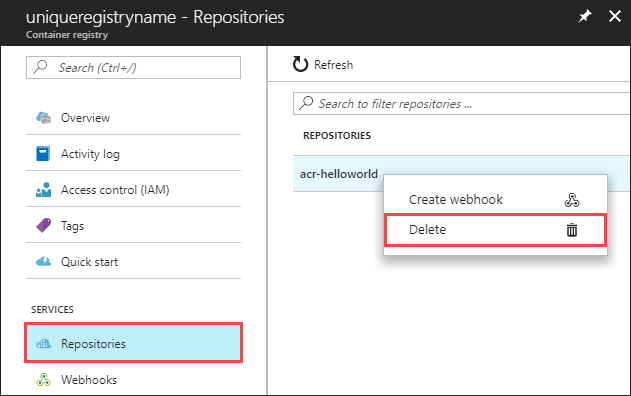 uniqueregistryname - Repositories
Container registry
Search (Ctrl+/)
Overview
Activity log
Access control (IAM)
Tags
Quick start
SERVICES
Repositories
Webhooks
Refresh
Search to filter repositories ...
REPOSITORIES
acr-helloworld
Create webhook
Delete